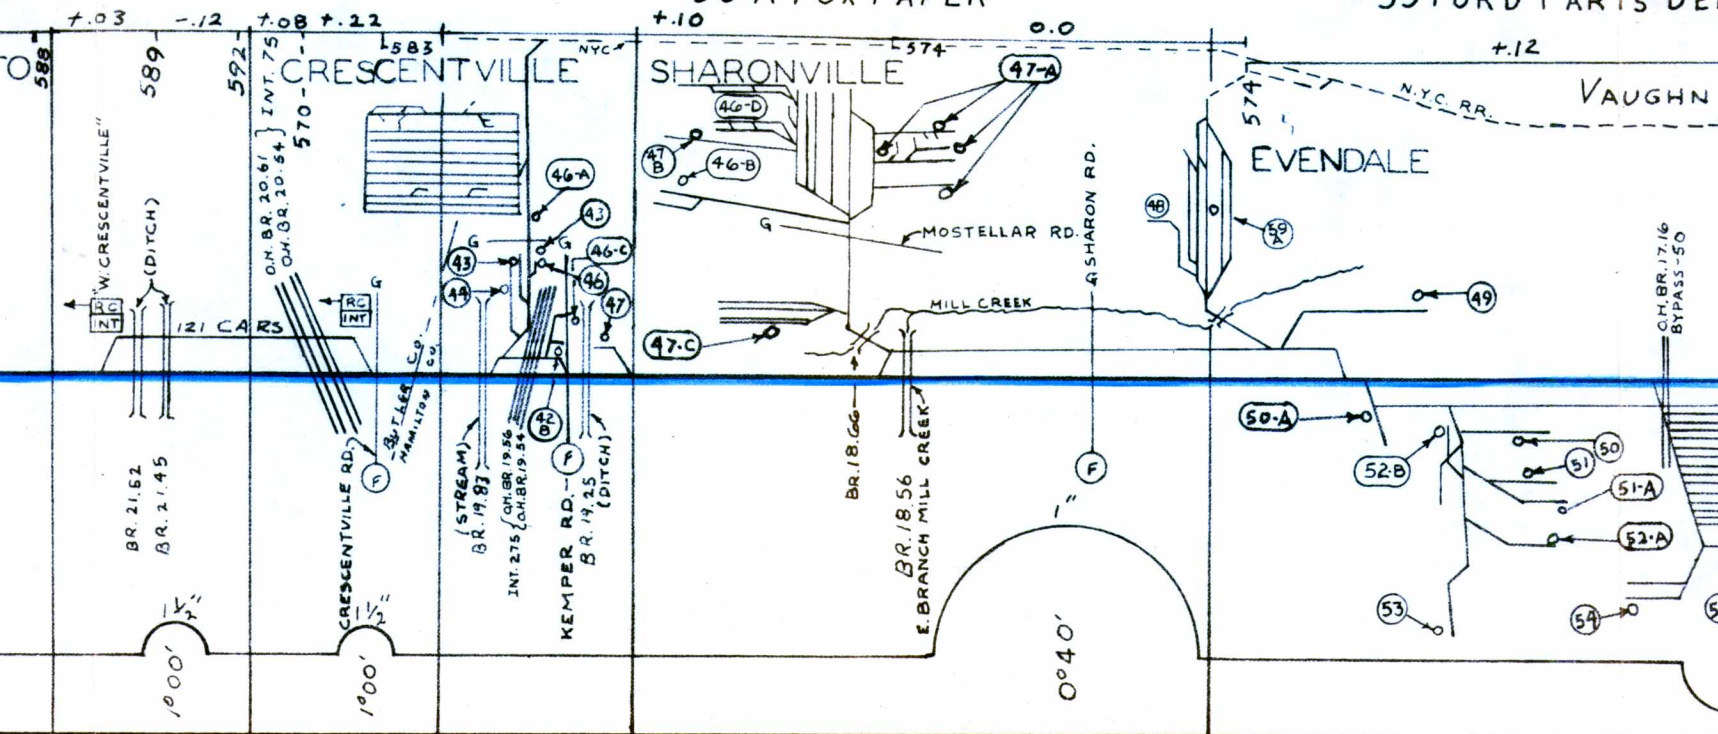 +.03 -.12 +.08 +.22 +.10 0.0 +.12
588 589 592 570 583 NYC 574 574
CRESCENTVILLE SHARONVILLE EVENDALE VAUGHN
N.Y.C. RR.
"W.CRESCENTVILLE"
(DITCH)
O.H. BR. 20.61
O.H. BR. 20.54
INT. 75
46-A
43
46-C
43
46
44
47
42
B
46-D
47
B
46-B
47-A
47-C
48
59
A
49
G
G
G
G
G
MOSTELLAR RD.
SHARON RD.
MILL CREEK
O.H. BR. 17.16
BYPASS-50
RC
INT
RC
INT
121 CARS
BUTLER CO.
HAMILTON CO.
BR. 21.62
BR. 21.45
CRESCENTVILLE RD.
F
(STREAM)
BR. 19.83
INT. 275
O.H. BR. 19.56
O.H. BR. 19.54
KEMPER RD.
F
BR. 19.25
(DITCH)
BR. 18.66
BR. 18.56
E. BRANCH MILL CREEK
F
50-A
52-B
50
51
51-A
52-A
53
54
1½"
1½"
1"
1°00'
1°00'
0°40'